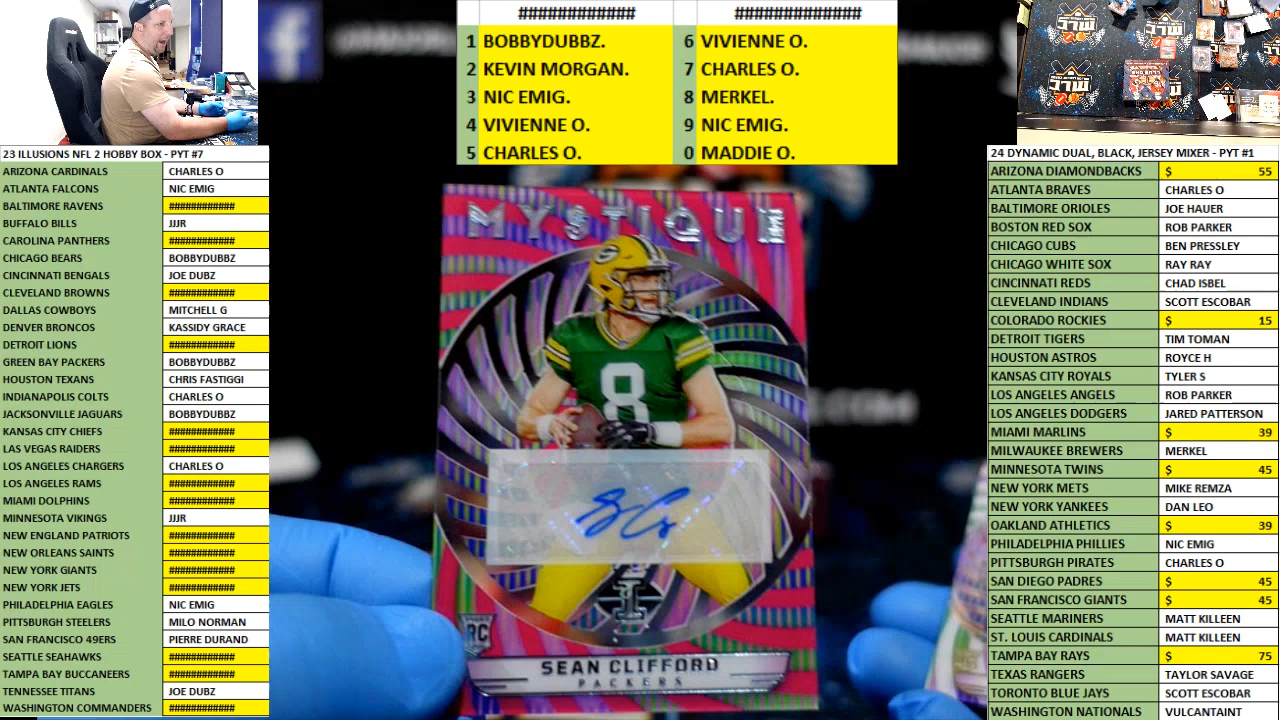 ############ ############
1 BOBBYDUBBZ. 6 VIVIENNE O.
2 KEVIN MORGAN. 7 CHARLES O.
3 NIC EMIG. 8 MERKEL.
4 VIVIENNE O. 9 NIC EMIG.
5 CHARLES O. 0 MADDIE O.
23 ILLUSIONS NFL 2 HOBBY BOX - PYT #7
ARIZONA CARDINALS CHARLES O
ATLANTA FALCONS NIC EMIG
BALTIMORE RAVENS ############
BUFFALO BILLS JJJR
CAROLINA PANTHERS ############
CHICAGO BEARS BOBBYDUBBZ
CINCINNATI BENGALS JOE DUBZ
CLEVELAND BROWNS ############
DALLAS COWBOYS MITCHELL G
DENVER BRONCOS KASSIDY GRACE
DETROIT LIONS ############
GREEN BAY PACKERS BOBBYDUBBZ
HOUSTON TEXANS CHRIS FASTIGGI
INDIANAPOLIS COLTS CHARLES O
JACKSONVILLE JAGUARS BOBBYDUBBZ
KANSAS CITY CHIEFS ############
LAS VEGAS RAIDERS ############
LOS ANGELES CHARGERS CHARLES O
LOS ANGELES RAMS ############
MIAMI DOLPHINS ############
MINNESOTA VIKINGS JJJR
NEW ENGLAND PATRIOTS ############
NEW ORLEANS SAINTS ############
NEW YORK GIANTS ############
NEW YORK JETS ############
PHILADELPHIA EAGLES NIC EMIG
PITTSBURGH STEELERS MILO NORMAN
SAN FRANCISCO 49ERS PIERRE DURAND
SEATTLE SEAHAWKS ############
TAMPA BAY BUCCANEERS ############
TENNESSEE TITANS JOE DUBZ
WASHINGTON COMMANDERS ############
MYSTIQUE
G
8
RC
SEAN CLIFFORD
PACKERS
24 DYNAMIC DUAL, BLACK, JERSEY MIXER - PYT #1
ARIZONA DIAMONDBACKS $ 55
ATLANTA BRAVES CHARLES O
BALTIMORE ORIOLES JOE HAUER
BOSTON RED SOX ROB PARKER
CHICAGO CUBS BEN PRESSLEY
CHICAGO WHITE SOX RAY RAY
CINCINNATI REDS CHAD ISBEL
CLEVELAND INDIANS SCOTT ESCOBAR
COLORADO ROCKIES $ 15
DETROIT TIGERS TIM TOMAN
HOUSTON ASTROS ROYCE H
KANSAS CITY ROYALS TYLER S
LOS ANGELES ANGELS ROB PARKER
LOS ANGELES DODGERS JARED PATTERSON
MIAMI MARLINS $ 39
MILWAUKEE BREWERS MERKEL
MINNESOTA TWINS $ 45
NEW YORK METS MIKE REMZA
NEW YORK YANKEES DAN LEO
OAKLAND ATHLETICS $ 39
PHILADELPHIA PHILLIES NIC EMIG
PITTSBURGH PIRATES CHARLES O
SAN DIEGO PADRES $ 45
SAN FRANCISCO GIANTS $ 45
SEATTLE MARINERS MATT KILLEEN
ST. LOUIS CARDINALS MATT KILLEEN
TAMPA BAY RAYS $ 75
TEXAS RANGERS TAYLOR SAVAGE
TORONTO BLUE JAYS SCOTT ESCOBAR
WASHINGTON NATIONALS VULCANTAINT